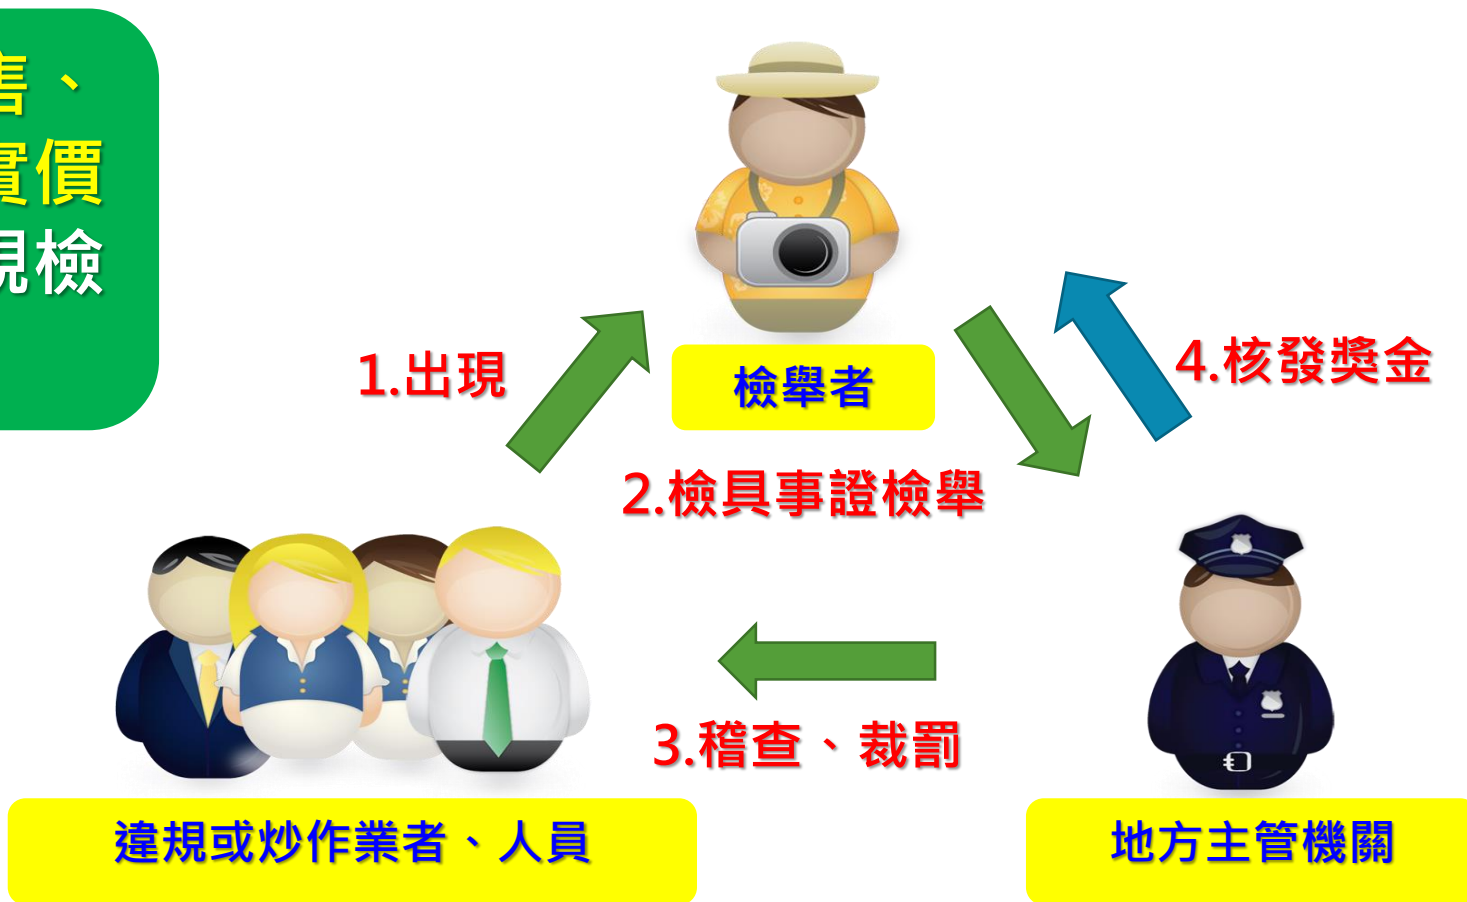 售、
實價
規檢
1.出現
4.核發獎金
檢舉者
2.檢具事證檢舉
3.稽查、裁罰
違規或炒作業者、人員
地方主管機關